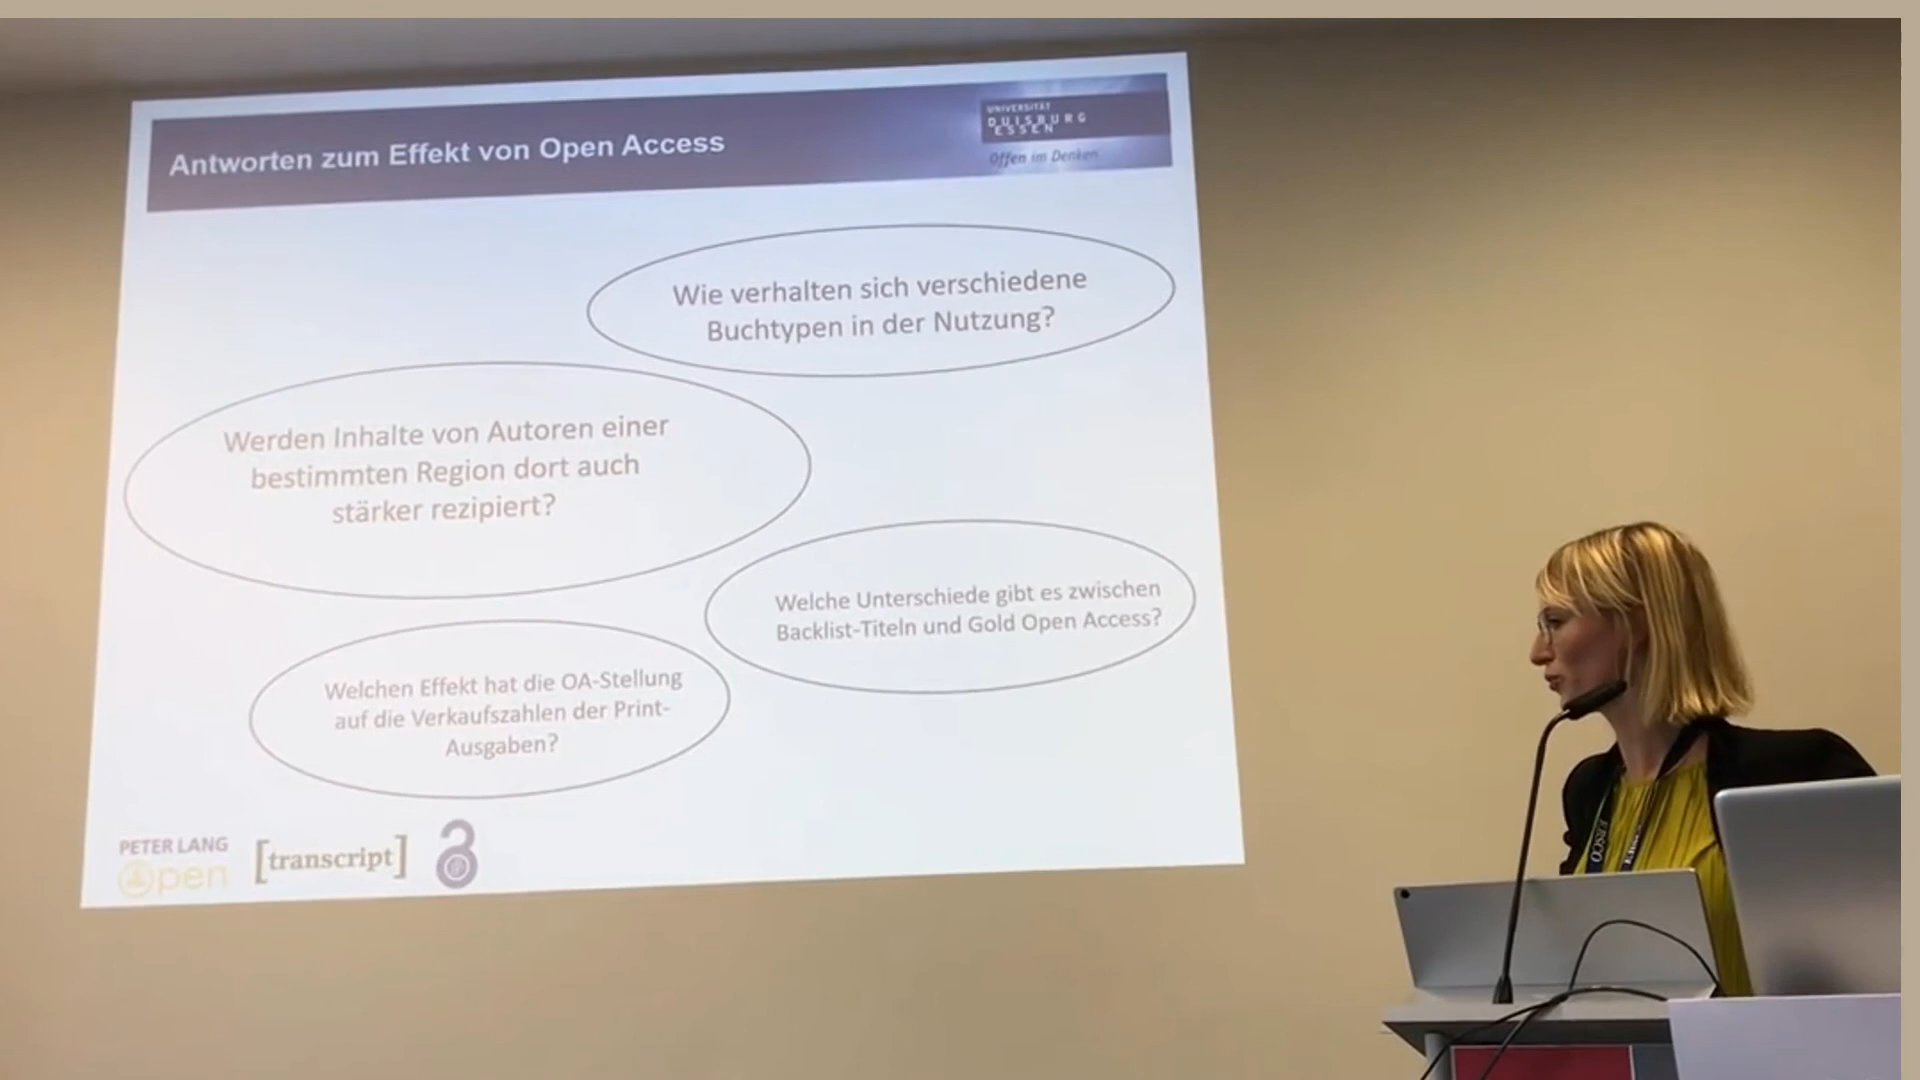 Antworten zum Effekt von Open Access
UNIVERSITÄT
DUISBURG
ESSEN
Offen im Denken
Wie verhalten sich verschiedene
Buchtypen in der Nutzung?
Werden Inhalte von Autoren einer
bestimmten Region dort auch
stärker rezipiert?
Welche Unterschiede gibt es zwischen
Backlist-Titeln und Gold Open Access?
Welchen Effekt hat die OA-Stellung
auf die Verkaufszahlen der Print-
Ausgaben?
PETER LANG
Open
[transcript]
EBSCO